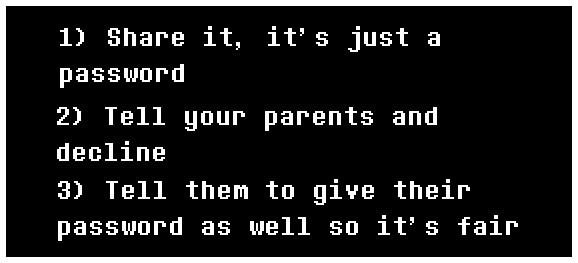 1) Share it, it's just a
password
2) Tell your parents and
decline
3) Tell them to give their
password as well so it's fair